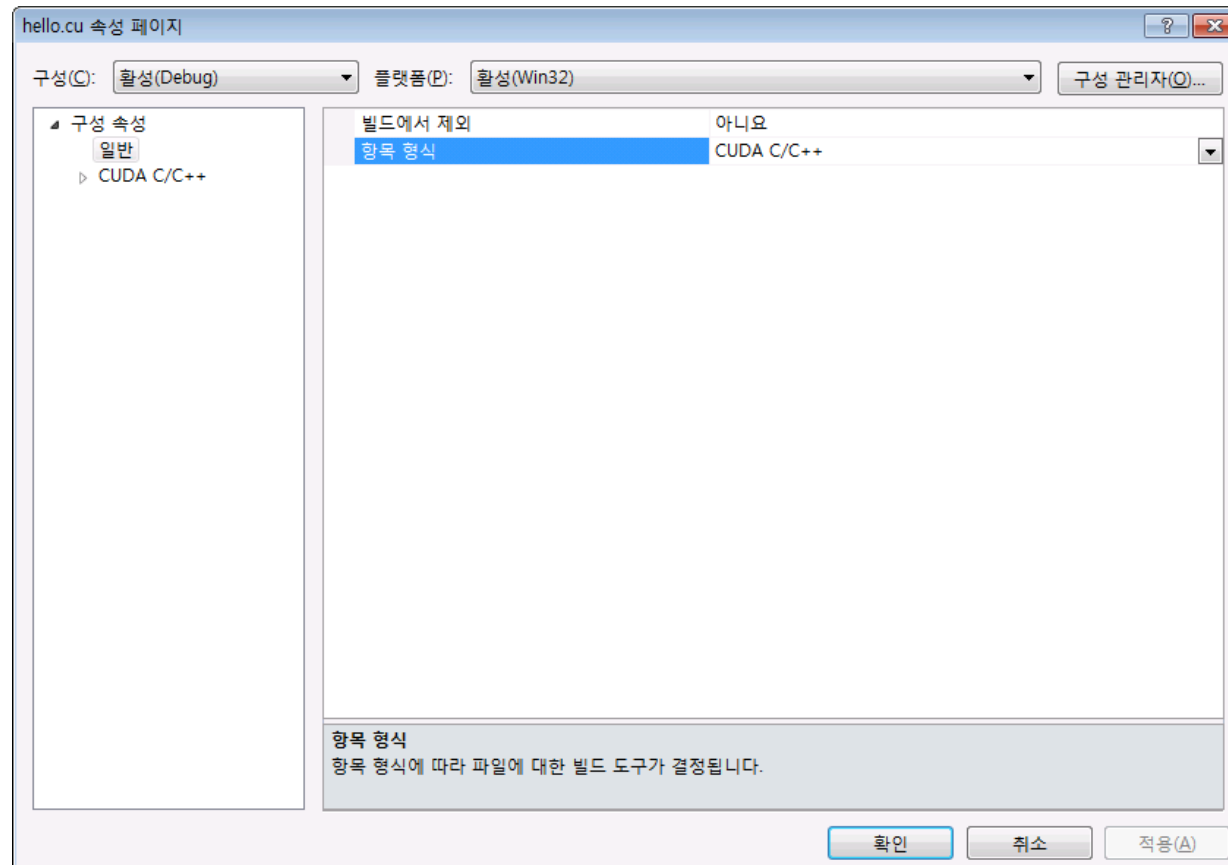 hello.cu 속성 페이지
구성(C): 활성(Debug) 플랫폼(P): 활성(Win32) 구성 관리자(O)...
구성 속성
일반
CUDA C/C++
빌드에서 제외 아니요
항목 형식 CUDA C/C++
항목 형식
항목 형식에 따라 파일에 대한 빌드 도구가 결정됩니다.
확인 취소 적용(A)